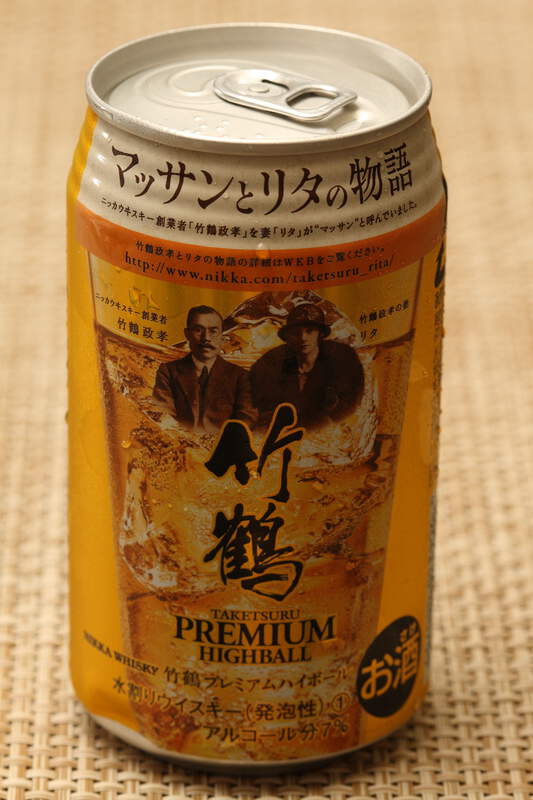 マッサンとリタの物語
ニッカウヰスキー創業者「竹鶴政孝」を妻「リタ」が"マッサン"と呼んでいました。
竹鶴政孝とリタの物語の詳細はWEBをご覧ください。
http://www.nikka.com/taketsuru_rita/
ニッカウヰスキー創業者
竹鶴政孝
竹鶴政孝の妻
リタ
竹鶴
TAKETSURU
PREMIUM
HIGHBALL
NIKKA WHISKY 竹鶴プレミアムハイボール
水割りウイスキー(発泡性)①
アルコール分7%
お酒